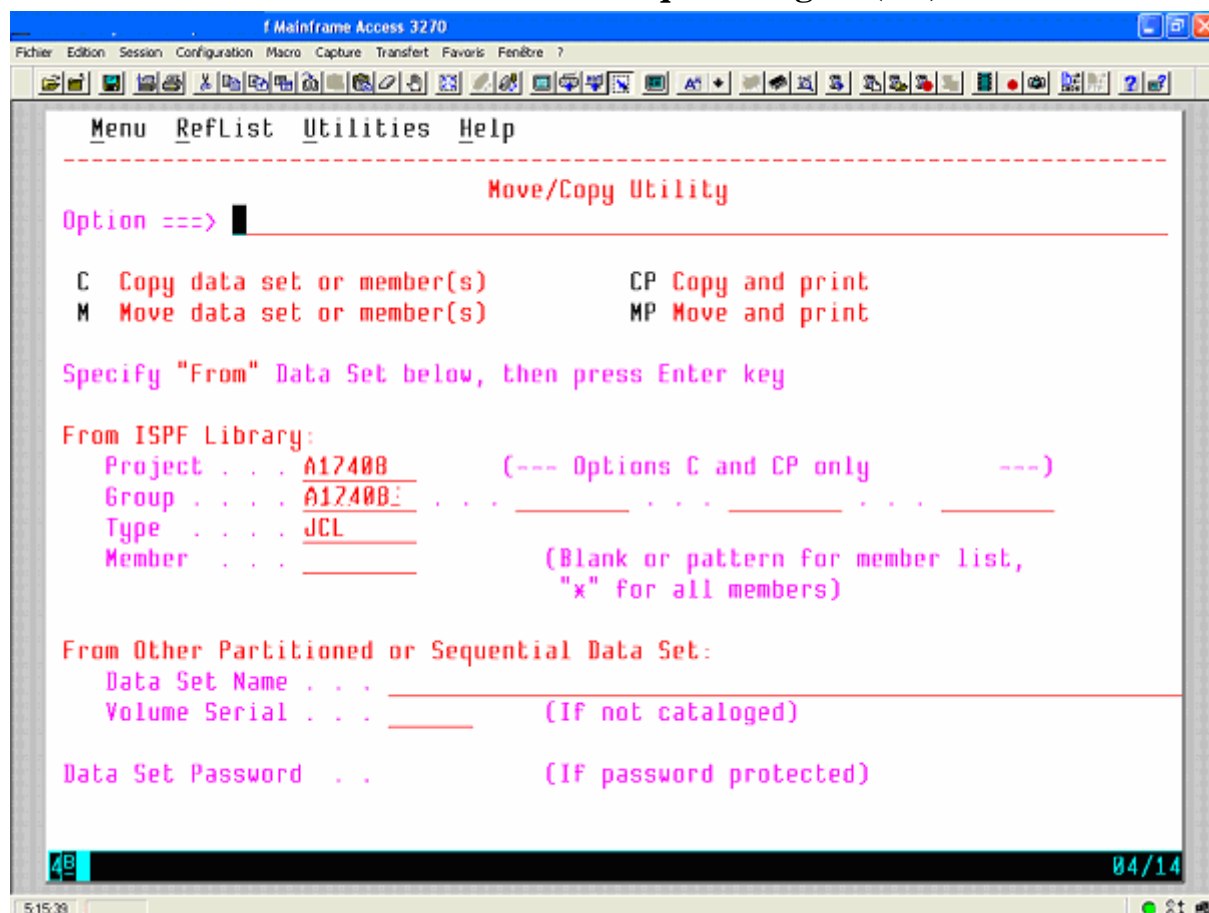 f Mainframe Access 3270
Fichier Edition Session Configuration Macro Capture Transfert Favoris Fenêtre ?
Menu RefList Utilities Help
--------------------------------------------------------------------------------
Move/Copy Utility
Option ===>
C Copy data set or member(s) CP Copy and print
M Move data set or member(s) MP Move and print
Specify "From" Data Set below, then press Enter key
From ISPF Library:
Project . . . A1740B (--- Options C and CP only ---)
Group . . . . A1740B . . . . . . . . .
Type . . . . JCL
Member . . . (Blank or pattern for member list,
"*" for all members)
From Other Partitioned or Sequential Data Set:
Data Set Name . . .
Volume Serial . . . (If not cataloged)
Data Set Password . . (If password protected)
4B 04/14
5:15:39